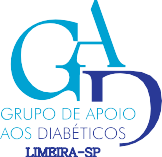 GAD
GRUPO DE APOIO
AOS DIABÉTICOS
LIMEIRA-SP